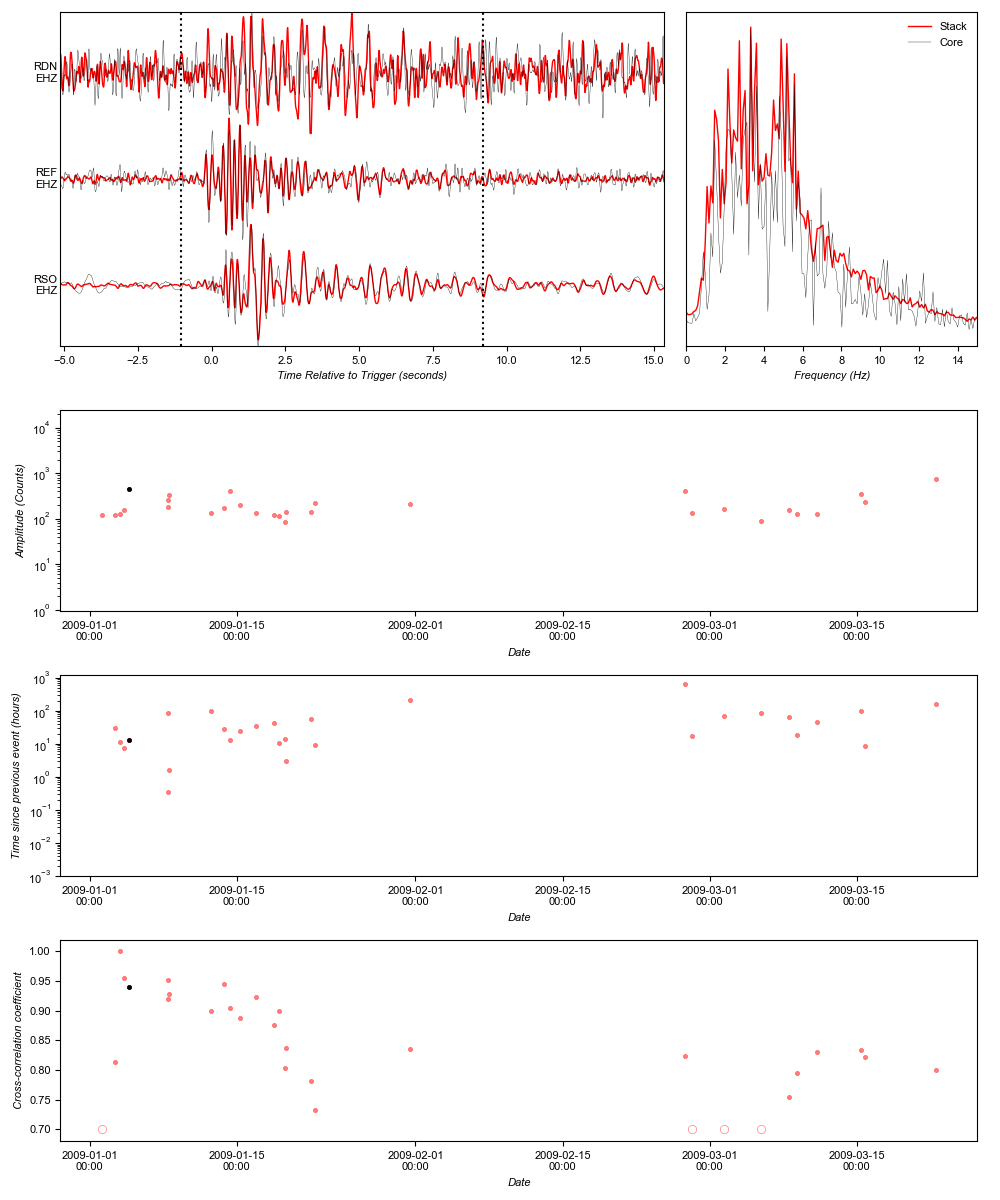 RDN
EHZ
REF
EHZ
RSO
EHZ
−5.0 −2.5 0.0 2.5 5.0 7.5 10.0 12.5 15.0
Time Relative to Trigger (seconds)
Stack
Core
0 2 4 6 8 10 12 14
Frequency (Hz)
10^4
10^3
10^2
10^1
10^0
Amplitude (Counts)
2009-01-01 2009-01-15 2009-02-01 2009-02-15 2009-03-01 2009-03-15
00:00 00:00 00:00 00:00 00:00 00:00
Date
10^3
10^2
10^1
10^0
10^−1
10^−2
10^−3
Time since previous event (hours)
2009-01-01 2009-01-15 2009-02-01 2009-02-15 2009-03-01 2009-03-15
00:00 00:00 00:00 00:00 00:00 00:00
Date
1.00
0.95
0.90
0.85
0.80
0.75
0.70
Cross-correlation coefficient
2009-01-01 2009-01-15 2009-02-01 2009-02-15 2009-03-01 2009-03-15
00:00 00:00 00:00 00:00 00:00 00:00
Date